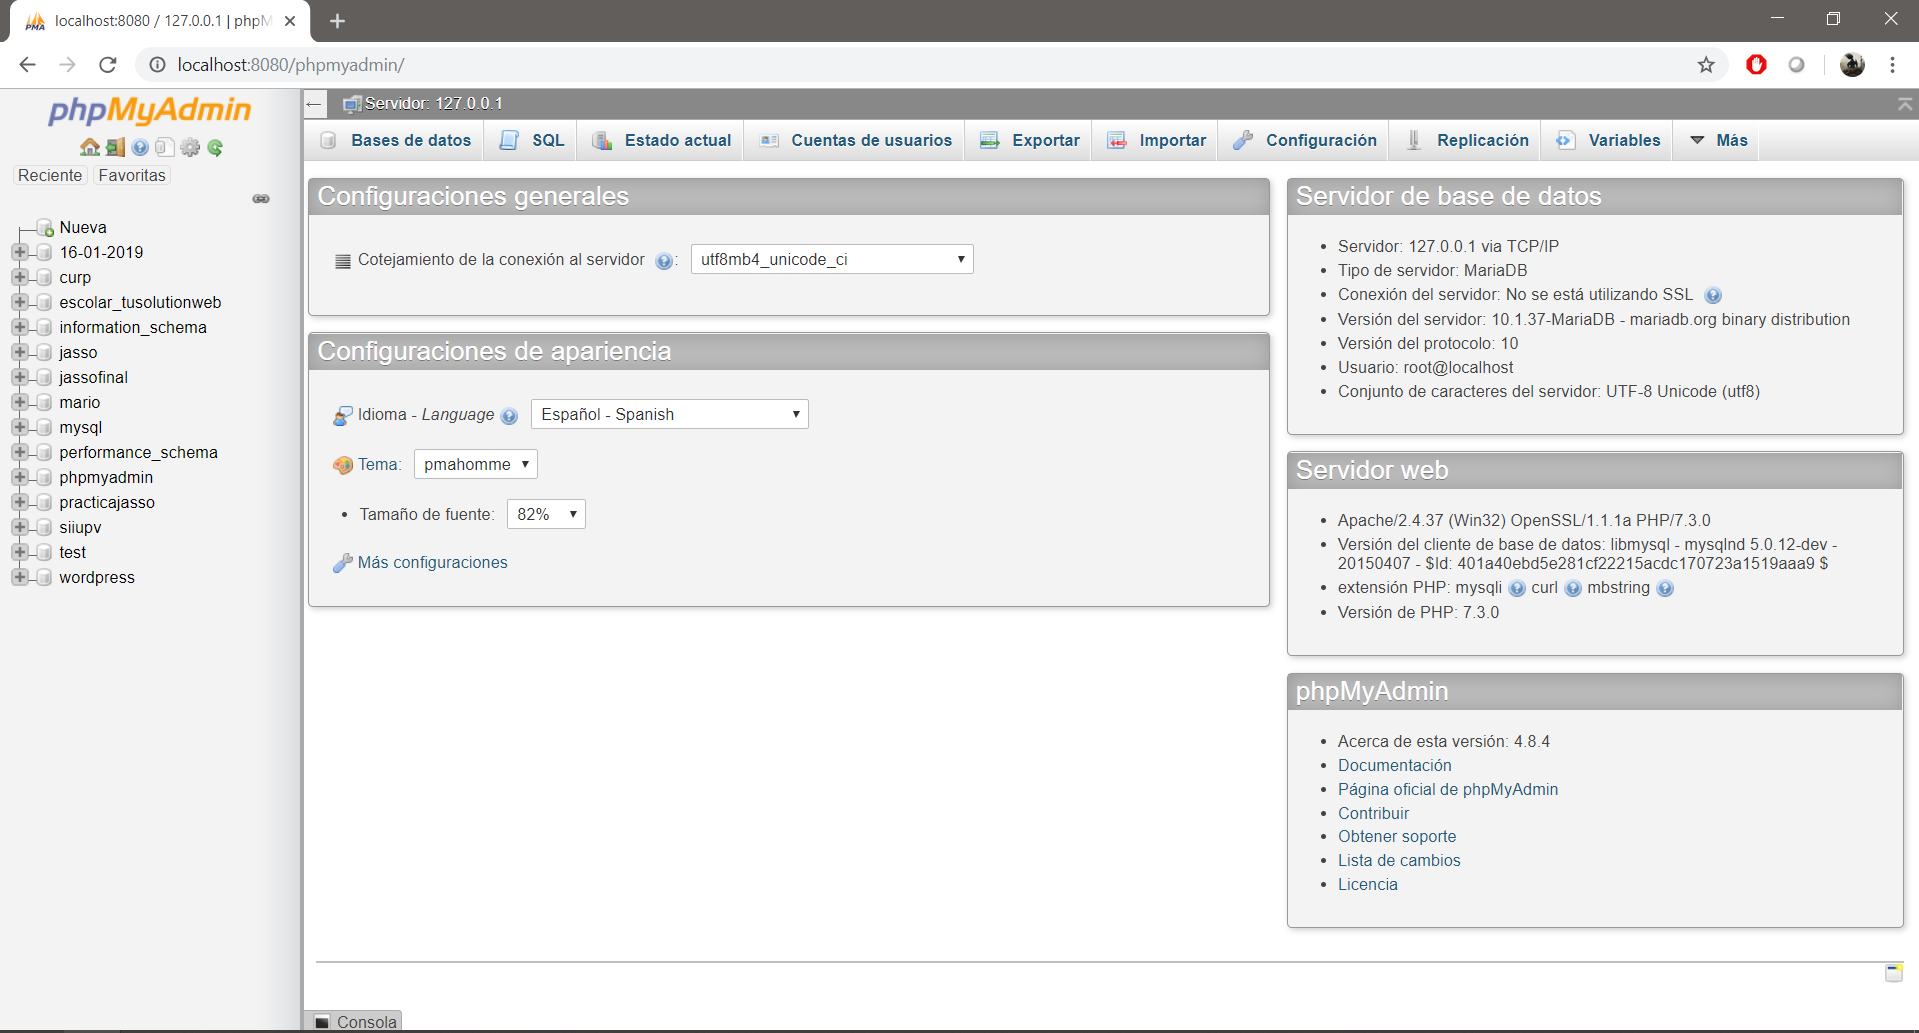 localhost:8080 / 127.0.0.1 | phpM
localhost:8080/phpmyadmin/
phpMyAdmin
Reciente Favoritas
Nueva
16-01-2019
curp
escolar_tusolutionweb
information_schema
jasso
jassofinal
mario
mysql
performance_schema
phpmyadmin
practicajasso
siiupv
test
wordpress
Servidor: 127.0.0.1
Bases de datos SQL Estado actual Cuentas de usuarios Exportar Importar Configuración Replicación Variables Más
Configuraciones generales
Cotejamiento de la conexión al servidor : utf8mb4_unicode_ci
Configuraciones de apariencia
Idioma - Language Español - Spanish
Tema: pmahomme
Tamaño de fuente: 82%
Más configuraciones
Servidor de base de datos
Servidor: 127.0.0.1 via TCP/IP
Tipo de servidor: MariaDB
Conexión del servidor: No se está utilizando SSL
Versión del servidor: 10.1.37-MariaDB - mariadb.org binary distribution
Versión del protocolo: 10
Usuario: root@localhost
Conjunto de caracteres del servidor: UTF-8 Unicode (utf8)
Servidor web
Apache/2.4.37 (Win32) OpenSSL/1.1.1a PHP/7.3.0
Versión del cliente de base de datos: libmysql - mysqlnd 5.0.12-dev -
20150407 - $Id: 401a40ebd5e281cf22215acdc170723a1519aaa9 $
extensión PHP: mysqli curl mbstring
Versión de PHP: 7.3.0
phpMyAdmin
Acerca de esta versión: 4.8.4
Documentación
Página oficial de phpMyAdmin
Contribuir
Obtener soporte
Lista de cambios
Licencia
Consola